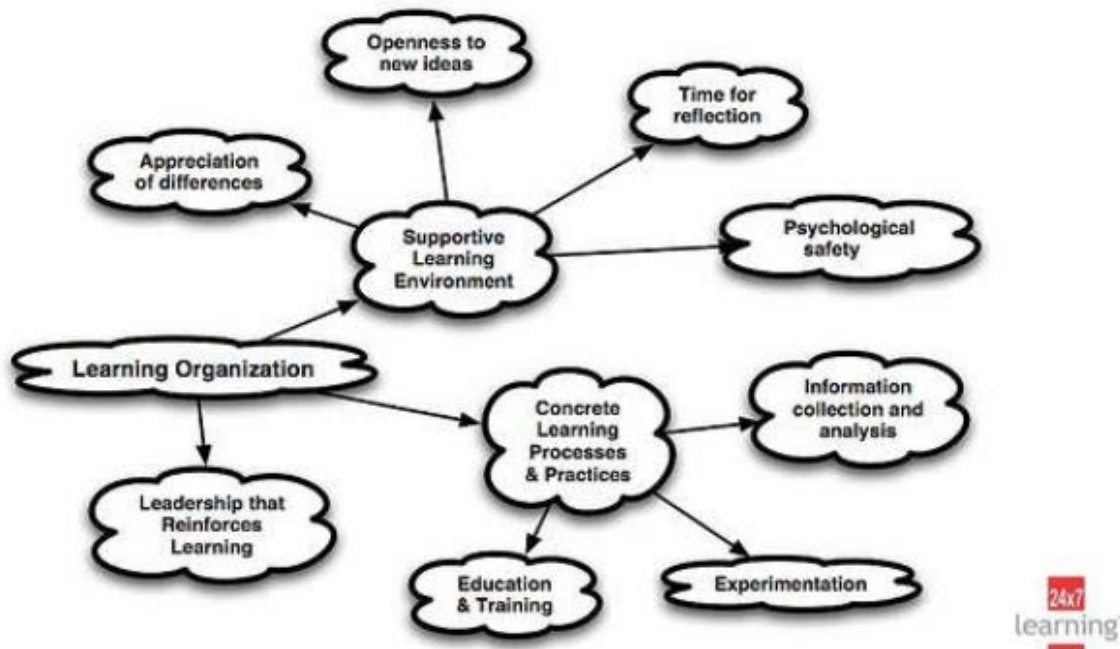 Openness to
new ideas
Time for
reflection
Appreciation
of differences
Psychological
safety
Supportive
Learning
Environment
Learning Organization
Information
collection and
analysis
Concrete
Learning
Processes
& Practices
Leadership that
Reinforces
Learning
Education
& Training
Experimentation
24x7
learning